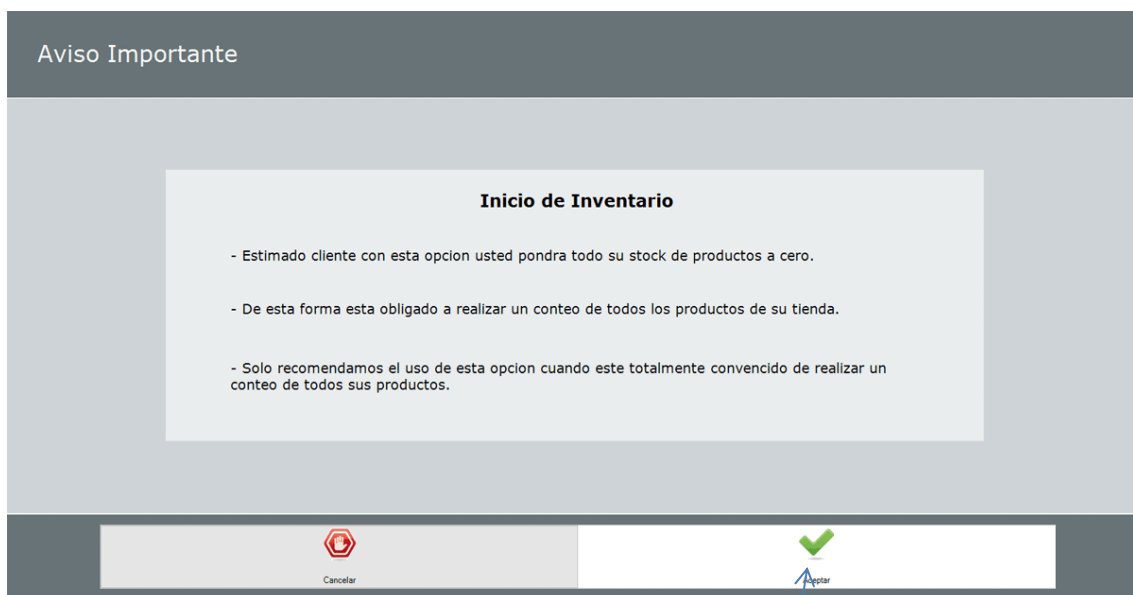 Aviso Importante
Inicio de Inventario
- Estimado cliente con esta opcion usted pondra todo su stock de productos a cero.
- De esta forma esta obligado a realizar un conteo de todos los productos de su tienda.
- Solo recomendamos el uso de esta opcion cuando este totalmente convencido de realizar un
conteo de todos sus productos.
Cancelar
Aceptar